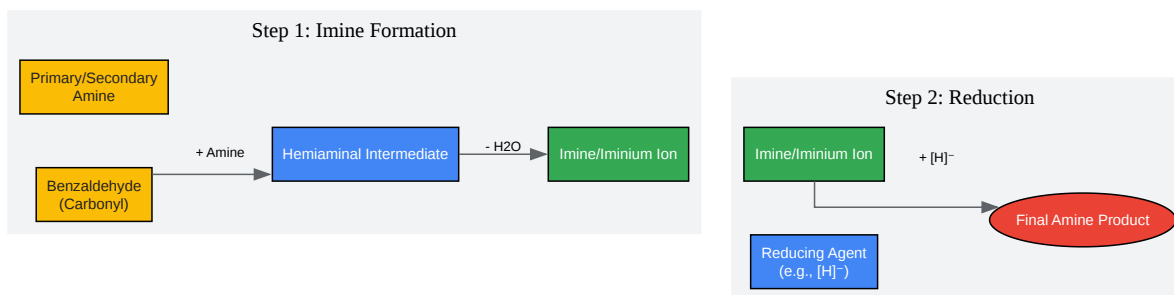 Step 1: Imine Formation
Primary/Secondary
Amine
+ Amine
Hemiaminal Intermediate
- H2O
Imine/Iminium Ion
Benzaldehyde
(Carbonyl)
Step 2: Reduction
Imine/Iminium Ion
+ [H]⁻
Final Amine Product
Reducing Agent
(e.g., [H]⁻)